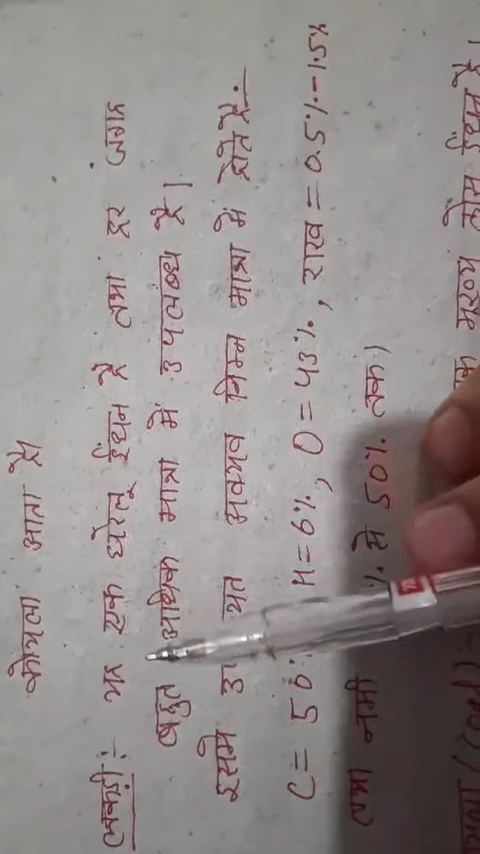 कोयला आता है।
लकड़ी:- यह एक घरेलू ईंधन है तथा हर जगह
बहुत अधिक मात्रा में उपलब्ध है।
इसमें अवयव निम्न मात्रा में होते हैं:-
C = 50% H = 6%, O = 43%, राख = 0.5% - 1.5%
तथा नमी % से 50% तक।
मुख्य ठोस ईंधन है।